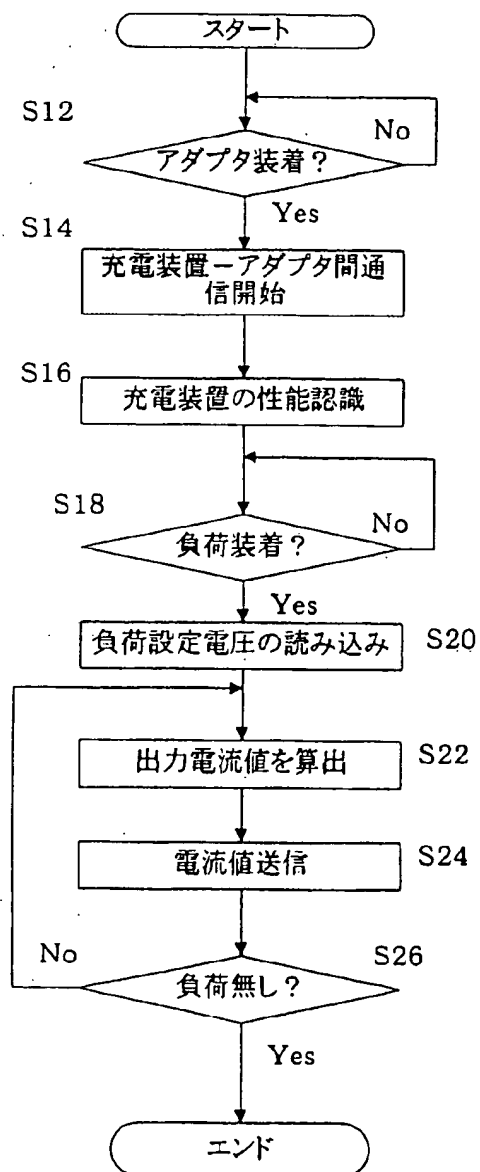 スタート
S12
No
アダプタ装着？
Yes
S14
充電装置－アダプタ間通
信開始
S16
充電装置の性能認識
S18
No
負荷装着？
Yes
負荷設定電圧の読み込み
S20
出力電流値を算出
S22
電流値送信
S24
No
S26
負荷無し？
Yes
エンド